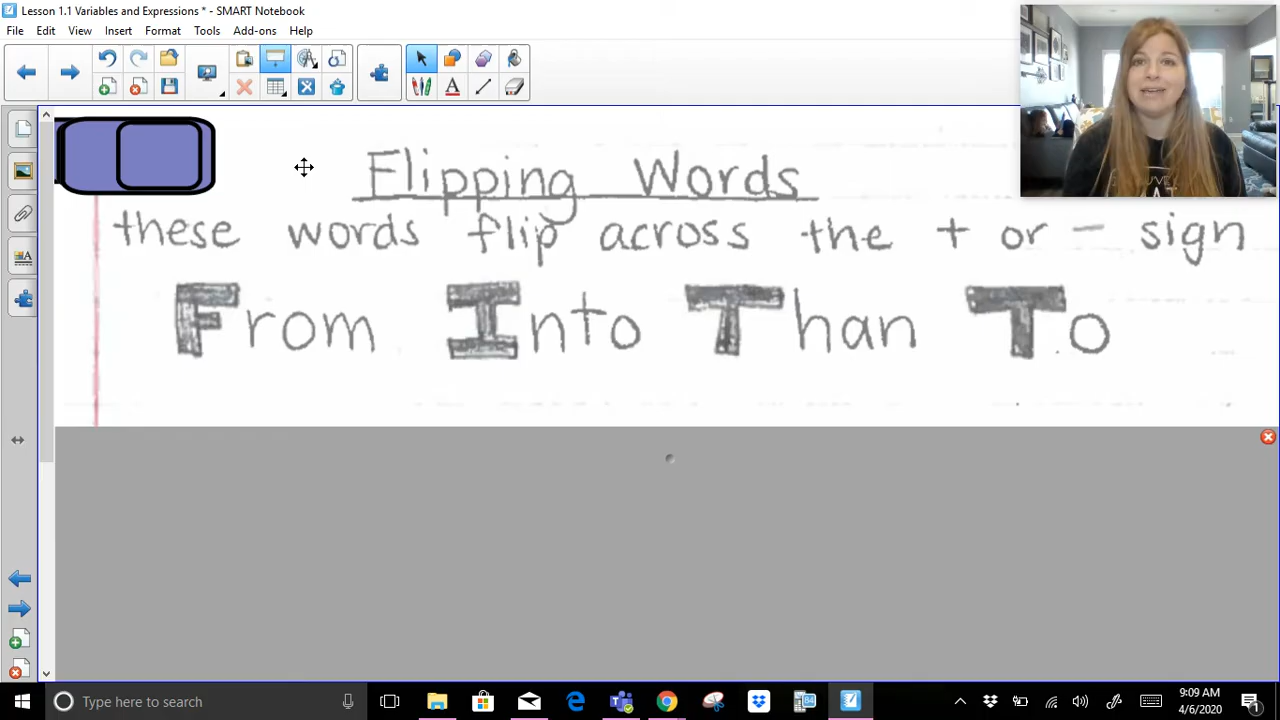 Lesson 1.1 Variables and Expressions * - SMART Notebook
File Edit View Insert Format Tools Add-ons Help
Flipping Words
these words flip across the + or - sign
From Into Than To
Type here to search
9:09 AM
4/6/2020